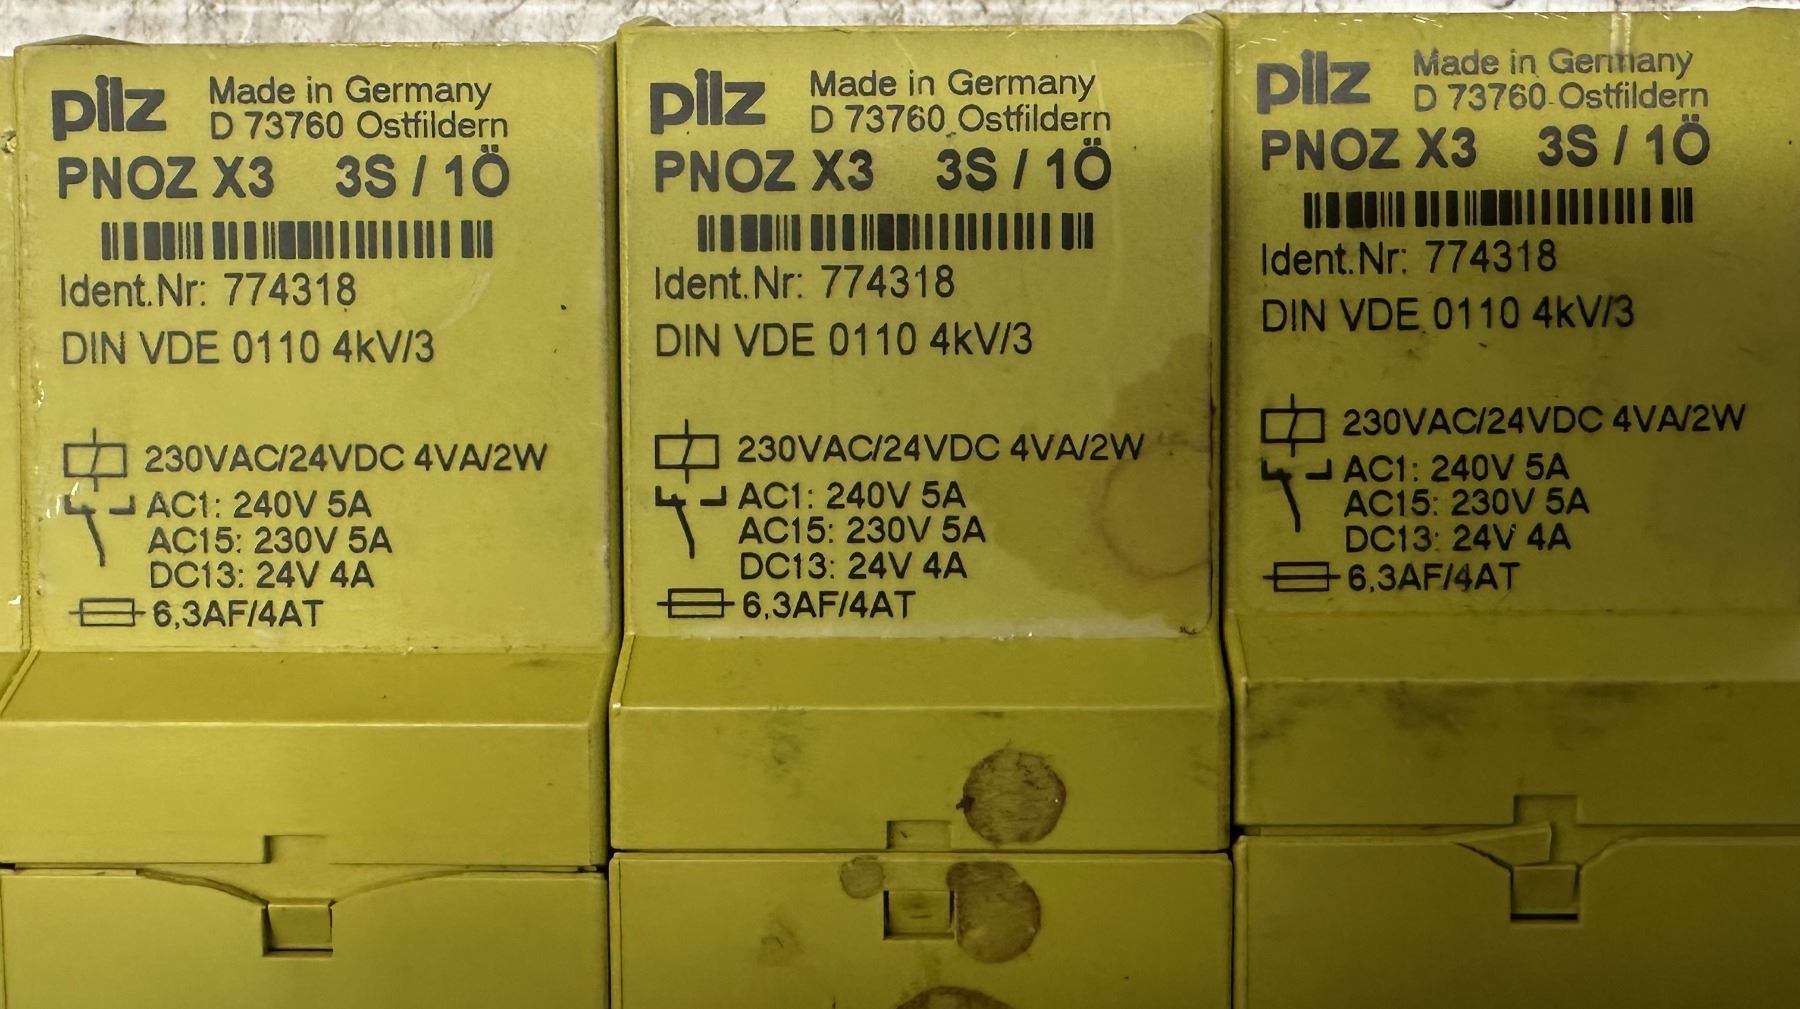 pilz Made in Germany
D 73760 Ostfildern
PNOZ X3 3S / 1Ö
Ident.Nr: 774318
DIN VDE 0110 4kV/3
230VAC/24VDC 4VA/2W
AC1: 240V 5A
AC15: 230V 5A
DC13: 24V 4A
6,3AF/4AT
pilz Made in Germany
D 73760 Ostfildern
PNOZ X3 3S / 1Ö
Ident.Nr: 774318
DIN VDE 0110 4kV/3
230VAC/24VDC 4VA/2W
AC1: 240V 5A
AC15: 230V 5A
DC13: 24V 4A
6,3AF/4AT
pilz Made in Germany
D 73760 Ostfildern
PNOZ X3 3S / 1Ö
Ident.Nr: 774318
DIN VDE 0110 4kV/3
230VAC/24VDC 4VA/2W
AC1: 240V 5A
AC15: 230V 5A
DC13: 24V 4A
6,3AF/4AT